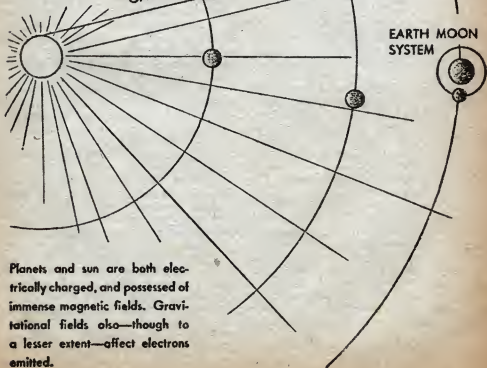 EARTH MOON
SYSTEM
Planets and sun are both elec-
trically charged, and possessed of
immense magnetic fields. Gravi-
tational fields also—though to
a lesser extent—affect electrons
emitted.